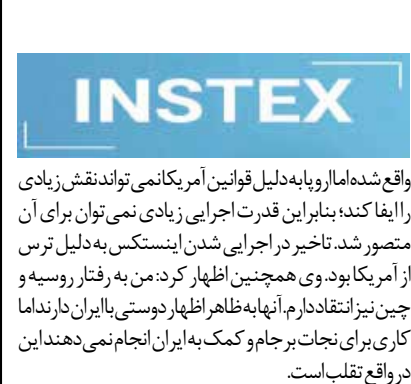 INSTEX
واقع شده اما اروپا به دلیل قوانین آمریکا نمی تواند نقش زیادی
را ایفا کند؛ بنابراین قدرت اجرایی زیادی نمی توان برای آن
متصور شد. تاخیر در اجرایی شدن اینستکس به دلیل ترس
از آمریکا بود. وی همچنین اظهار کرد: من به رفتار روسیه و
چین نیز انتقاد دارم. آنها به ظاهر اظهار دوستی با ایران دارند اما
کاری برای نجات برجام و کمک به ایران انجام نمی دهند این
در واقع تقلب است.